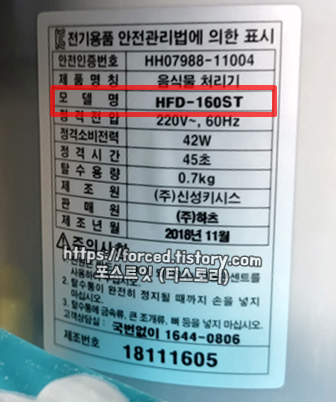 전기용품 안전관리법에 의한 표시
안전인증번호 HH07988-11004
제품명칭 음식물 처리기
모델명 HFD-160ST
정격전압 220V~, 60Hz
정격소비전력 42W
정격시간 45초
탈수용량 0.7kg
제조원 (주)신성키시스
판매원 (주)하츠
제조년월 2018년 11월
⚠주의사항
https://forced.tistory.com
포스트잇 (티스토리)
사용하십시오.
2. 탈수통이 완전히 정지될 때까지 손을 넣지
마십시오.
3. 탈수통에 금속류, 큰 조개류, 뼈 등을 넣지 마십시오.
고객상담실: 국번없이 1644-0806
제조번호
18111605